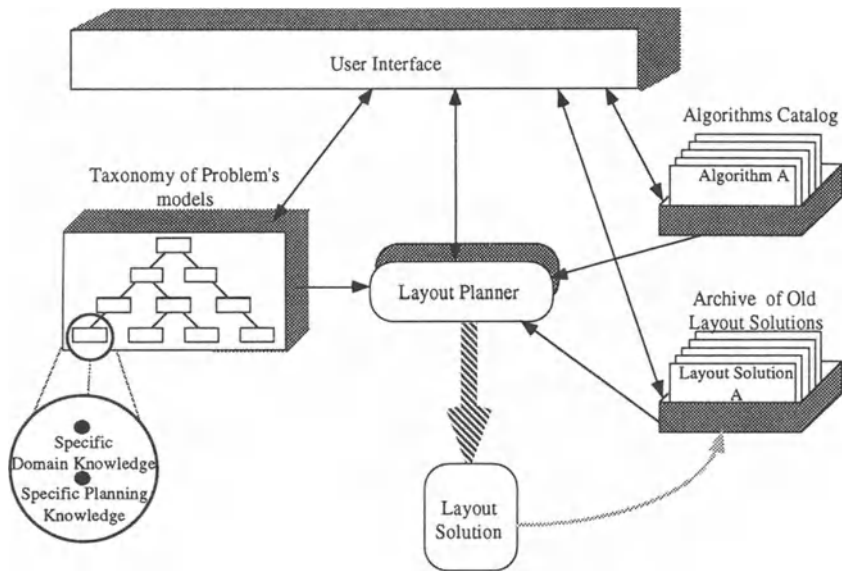 User Interface
Algorithms Catalog
Algorithm A
Taxonomy of Problem's
models
Layout Planner
Archive of Old
Layout Solutions
Layout Solution
A
Specific
Domain Knowledge
Specific Planning
Knowledge
Layout
Solution